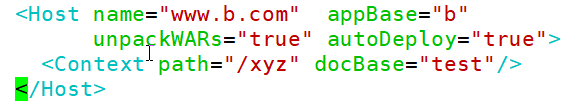 <Host name="www.b.com" appBase="b"
unpackWARs="true" autoDeploy="true">
<Context path="/xyz" docBase="test"/>
</Host>